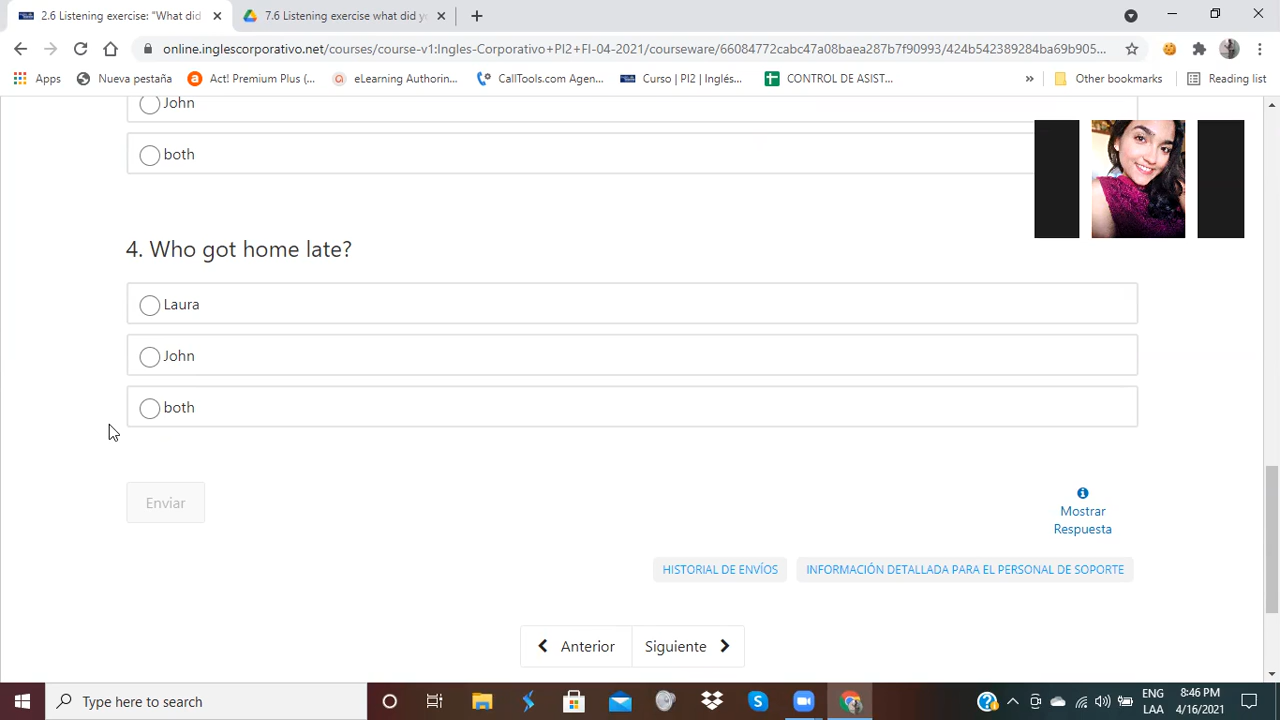 2.6 Listening exercise: "What did
7.6 Listening exercise what did y
online.inglescorporativo.net/courses/course-v1:Ingles-Corporativo+PI2+FI-04-2021/courseware/66084772cabc47a08baea287b7f90993/424b542389284ba69b905...
Apps
Nueva pestaña
Act! Premium Plus (...
eLearning Authorin...
CallTools.com Agen...
Curso | PI2 | Inglés...
CONTROL DE ASIST...
»
Other bookmarks
Reading list
John
both
4. Who got home late?
Laura
John
both
Enviar
Mostrar
Respuesta
HISTORIAL DE ENVÍOS
INFORMACIÓN DETALLADA PARA EL PERSONAL DE SOPORTE
Anterior
Siguiente
Type here to search
ENG
LAA
8:46 PM
4/16/2021